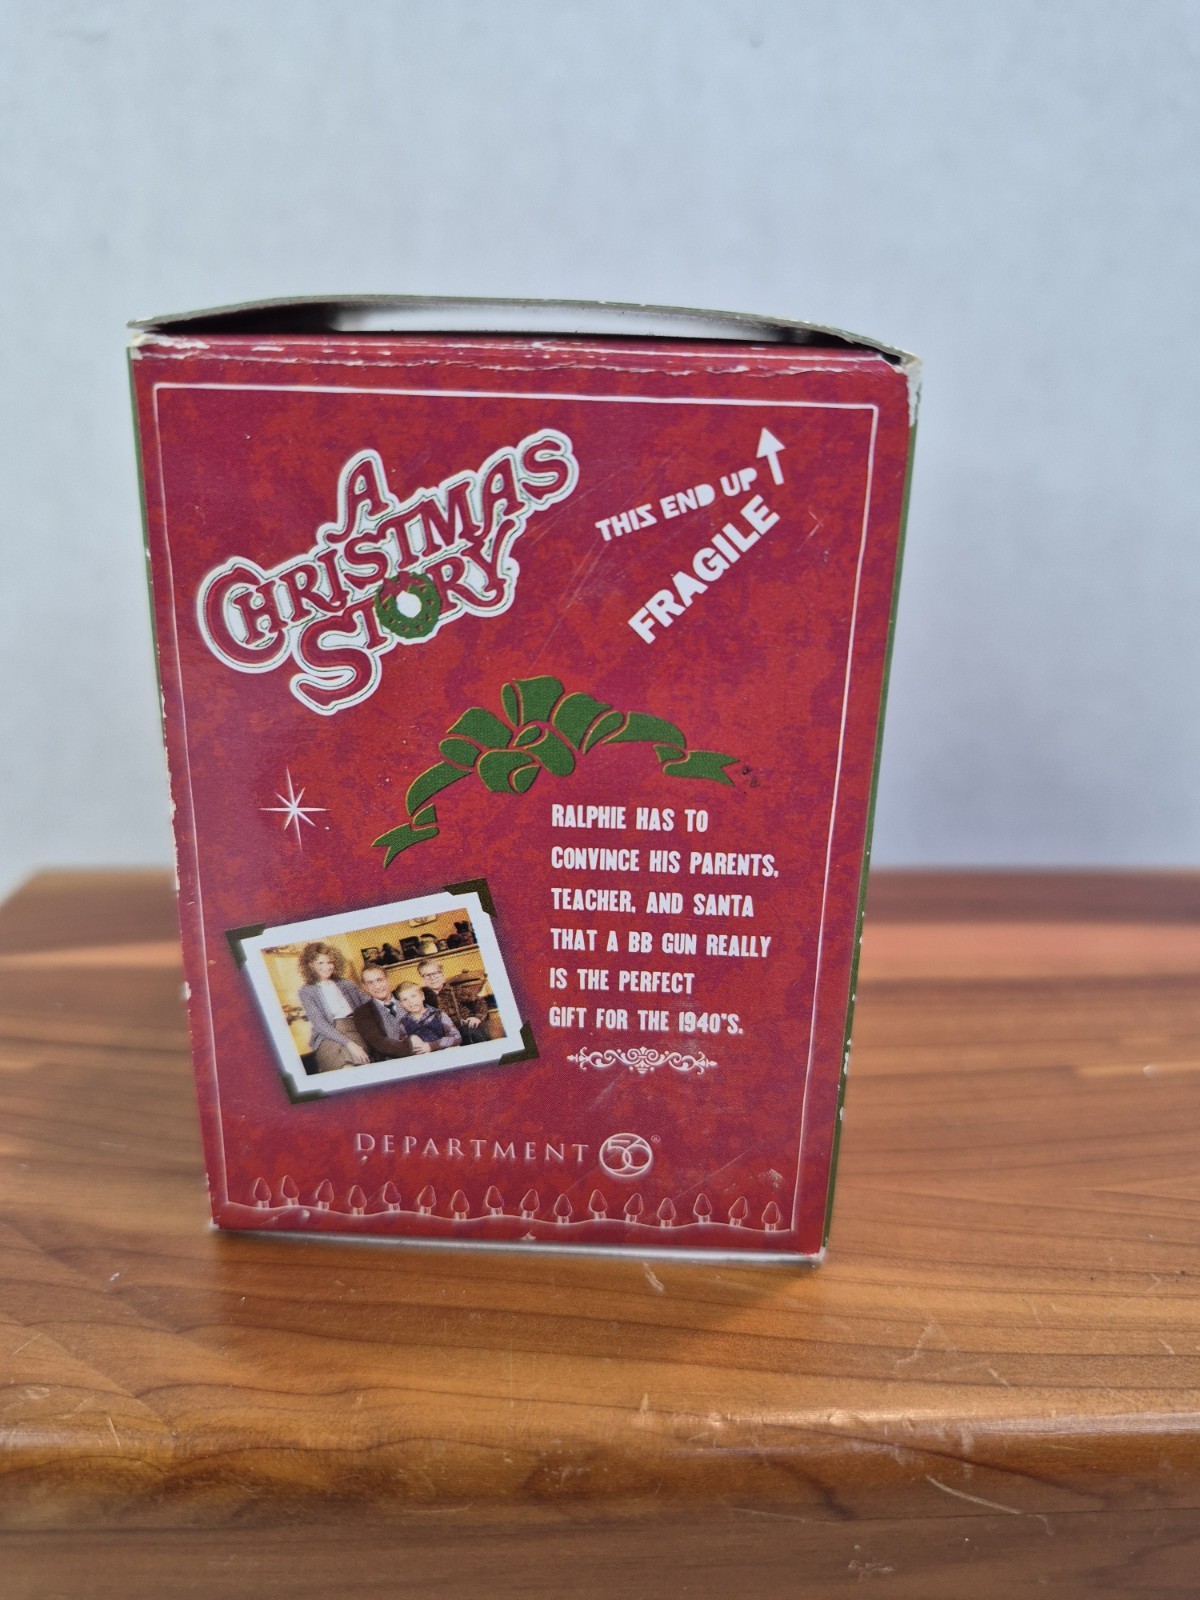 A
CHRISTMAS
STORY
THIS END UP
FRAGILE
RALPHIE HAS TO
CONVINCE HIS PARENTS,
TEACHER, AND SANTA
THAT A BB GUN REALLY
IS THE PERFECT
GIFT FOR THE 1940'S.
DEPARTMENT 56®